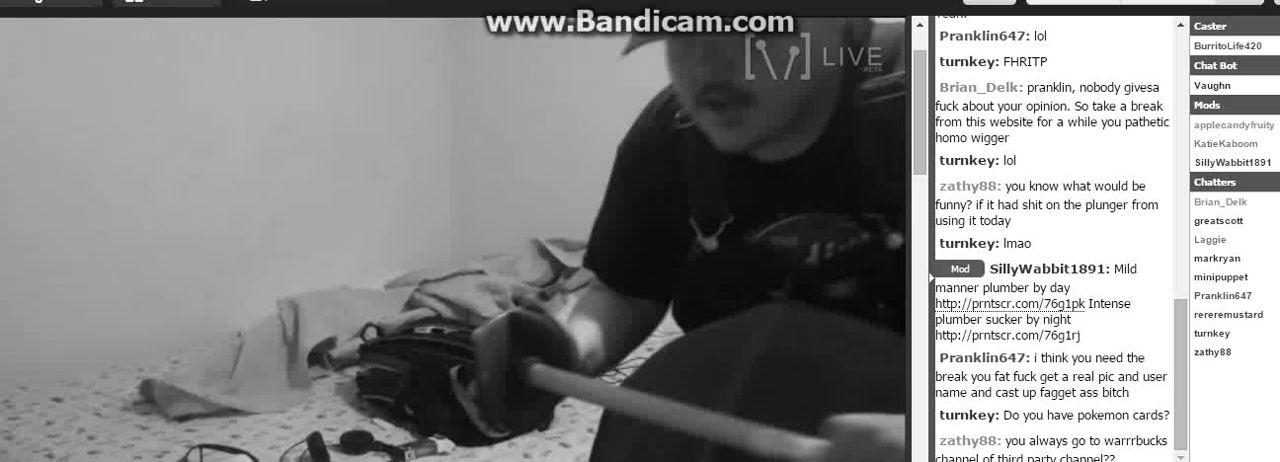 www.Bandicam.com
[V] LIVE
BETA
Pranklin647: lol
turnkey: FHRITP
Brian_Delk: pranklin, nobody givesa
fuck about your opinion. So take a break
from this website for a while you pathetic
homo wigger
turnkey: lol
zathy88: you know what would be
funny? if it had shit on the plunger from
using it today
turnkey: lmao
Mod SillyWabbit1891: Mild
manner plumber by day
http://prntscr.com/76g1pk Intense
plumber sucker by night
http://prntscr.com/76g1rj
Pranklin647: i think you need the
break you fat fuck get a real pic and user
name and cast up fagget ass bitch
turnkey: Do you have pokemon cards?
zathy88: you always go to warrrbucks
channel of third party channel??
Caster
BurritoLife420
Chat Bot
Vaughn
Mods
applecandyfruity
KatieKaboom
SillyWabbit1891
Chatters
Brian_Delk
greatscott
Laggie
markryan
minipuppet
Pranklin647
rereremustard
turnkey
zathy88